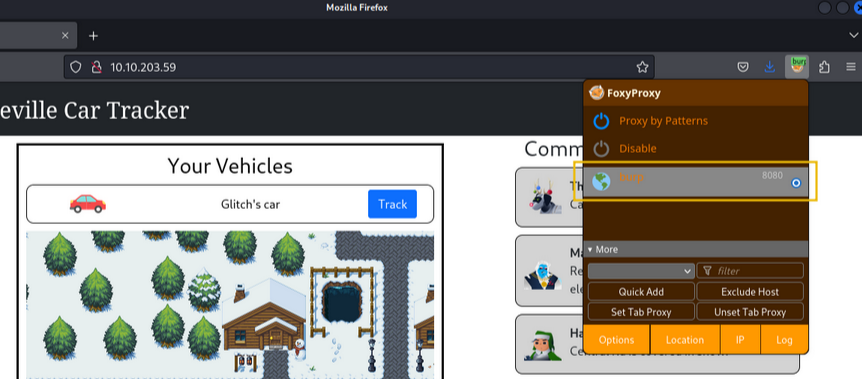 Mozilla Firefox
10.10.203.59
burp
FoxyProxy
eville Car Tracker
Proxy by Patterns
Disable
Your Vehicles
Comm
8080
Th
Glitch's car
Track
Ca
More
Ma
Re
filter
ele
Quick Add
Exclude Host
Set Tab Proxy
Unset Tab Proxy
Ha
Options
Location
IP
Log